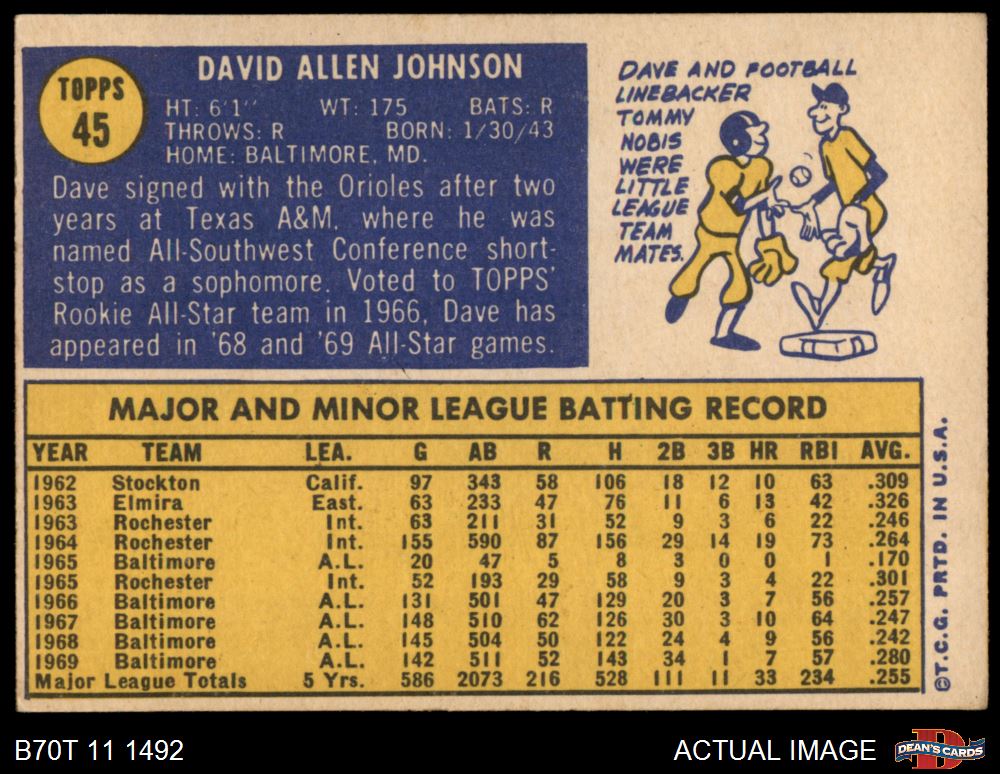 TOPPS
45
DAVID ALLEN JOHNSON
HT: 6'1" WT: 175 BATS: R
THROWS: R BORN: 1/30/43
HOME: BALTIMORE, MD.
Dave signed with the Orioles after two
years at Texas A&M, where he was
named All-Southwest Conference short-
stop as a sophomore. Voted to TOPPS'
Rookie All-Star team in 1966, Dave has
appeared in '68 and '69 All-Star games.
DAVE AND FOOTBALL
LINEBACKER
TOMMY
NOBIS
WERE
LITTLE
LEAGUE
TEAM
MATES.
MAJOR AND MINOR LEAGUE BATTING RECORD
YEAR TEAM LEA. G AB R H 2B 3B HR RBI AVG.
1962 Stockton Calif. 97 343 58 106 18 12 10 63 .309
1963 Elmira East. 63 233 47 76 11 6 13 42 .326
1963 Rochester Int. 63 211 31 52 9 3 6 22 .246
1964 Rochester Int. 155 590 87 156 29 14 19 73 .264
1965 Baltimore A.L. 20 47 5 8 3 0 0 1 .170
1965 Rochester Int. 52 193 29 58 9 3 4 22 .301
1966 Baltimore A.L. 131 501 47 129 20 3 7 56 .257
1967 Baltimore A.L. 148 510 62 126 30 3 10 64 .247
1968 Baltimore A.L. 145 504 50 122 24 4 9 56 .242
1969 Baltimore A.L. 142 511 52 143 34 1 7 57 .280
Major League Totals 5 Yrs. 586 2073 216 528 111 11 33 234 .255
©T.C.G. PRTD. IN U.S.A.
B70T 11 1492
ACTUAL IMAGE
D
DEAN'S CARDS